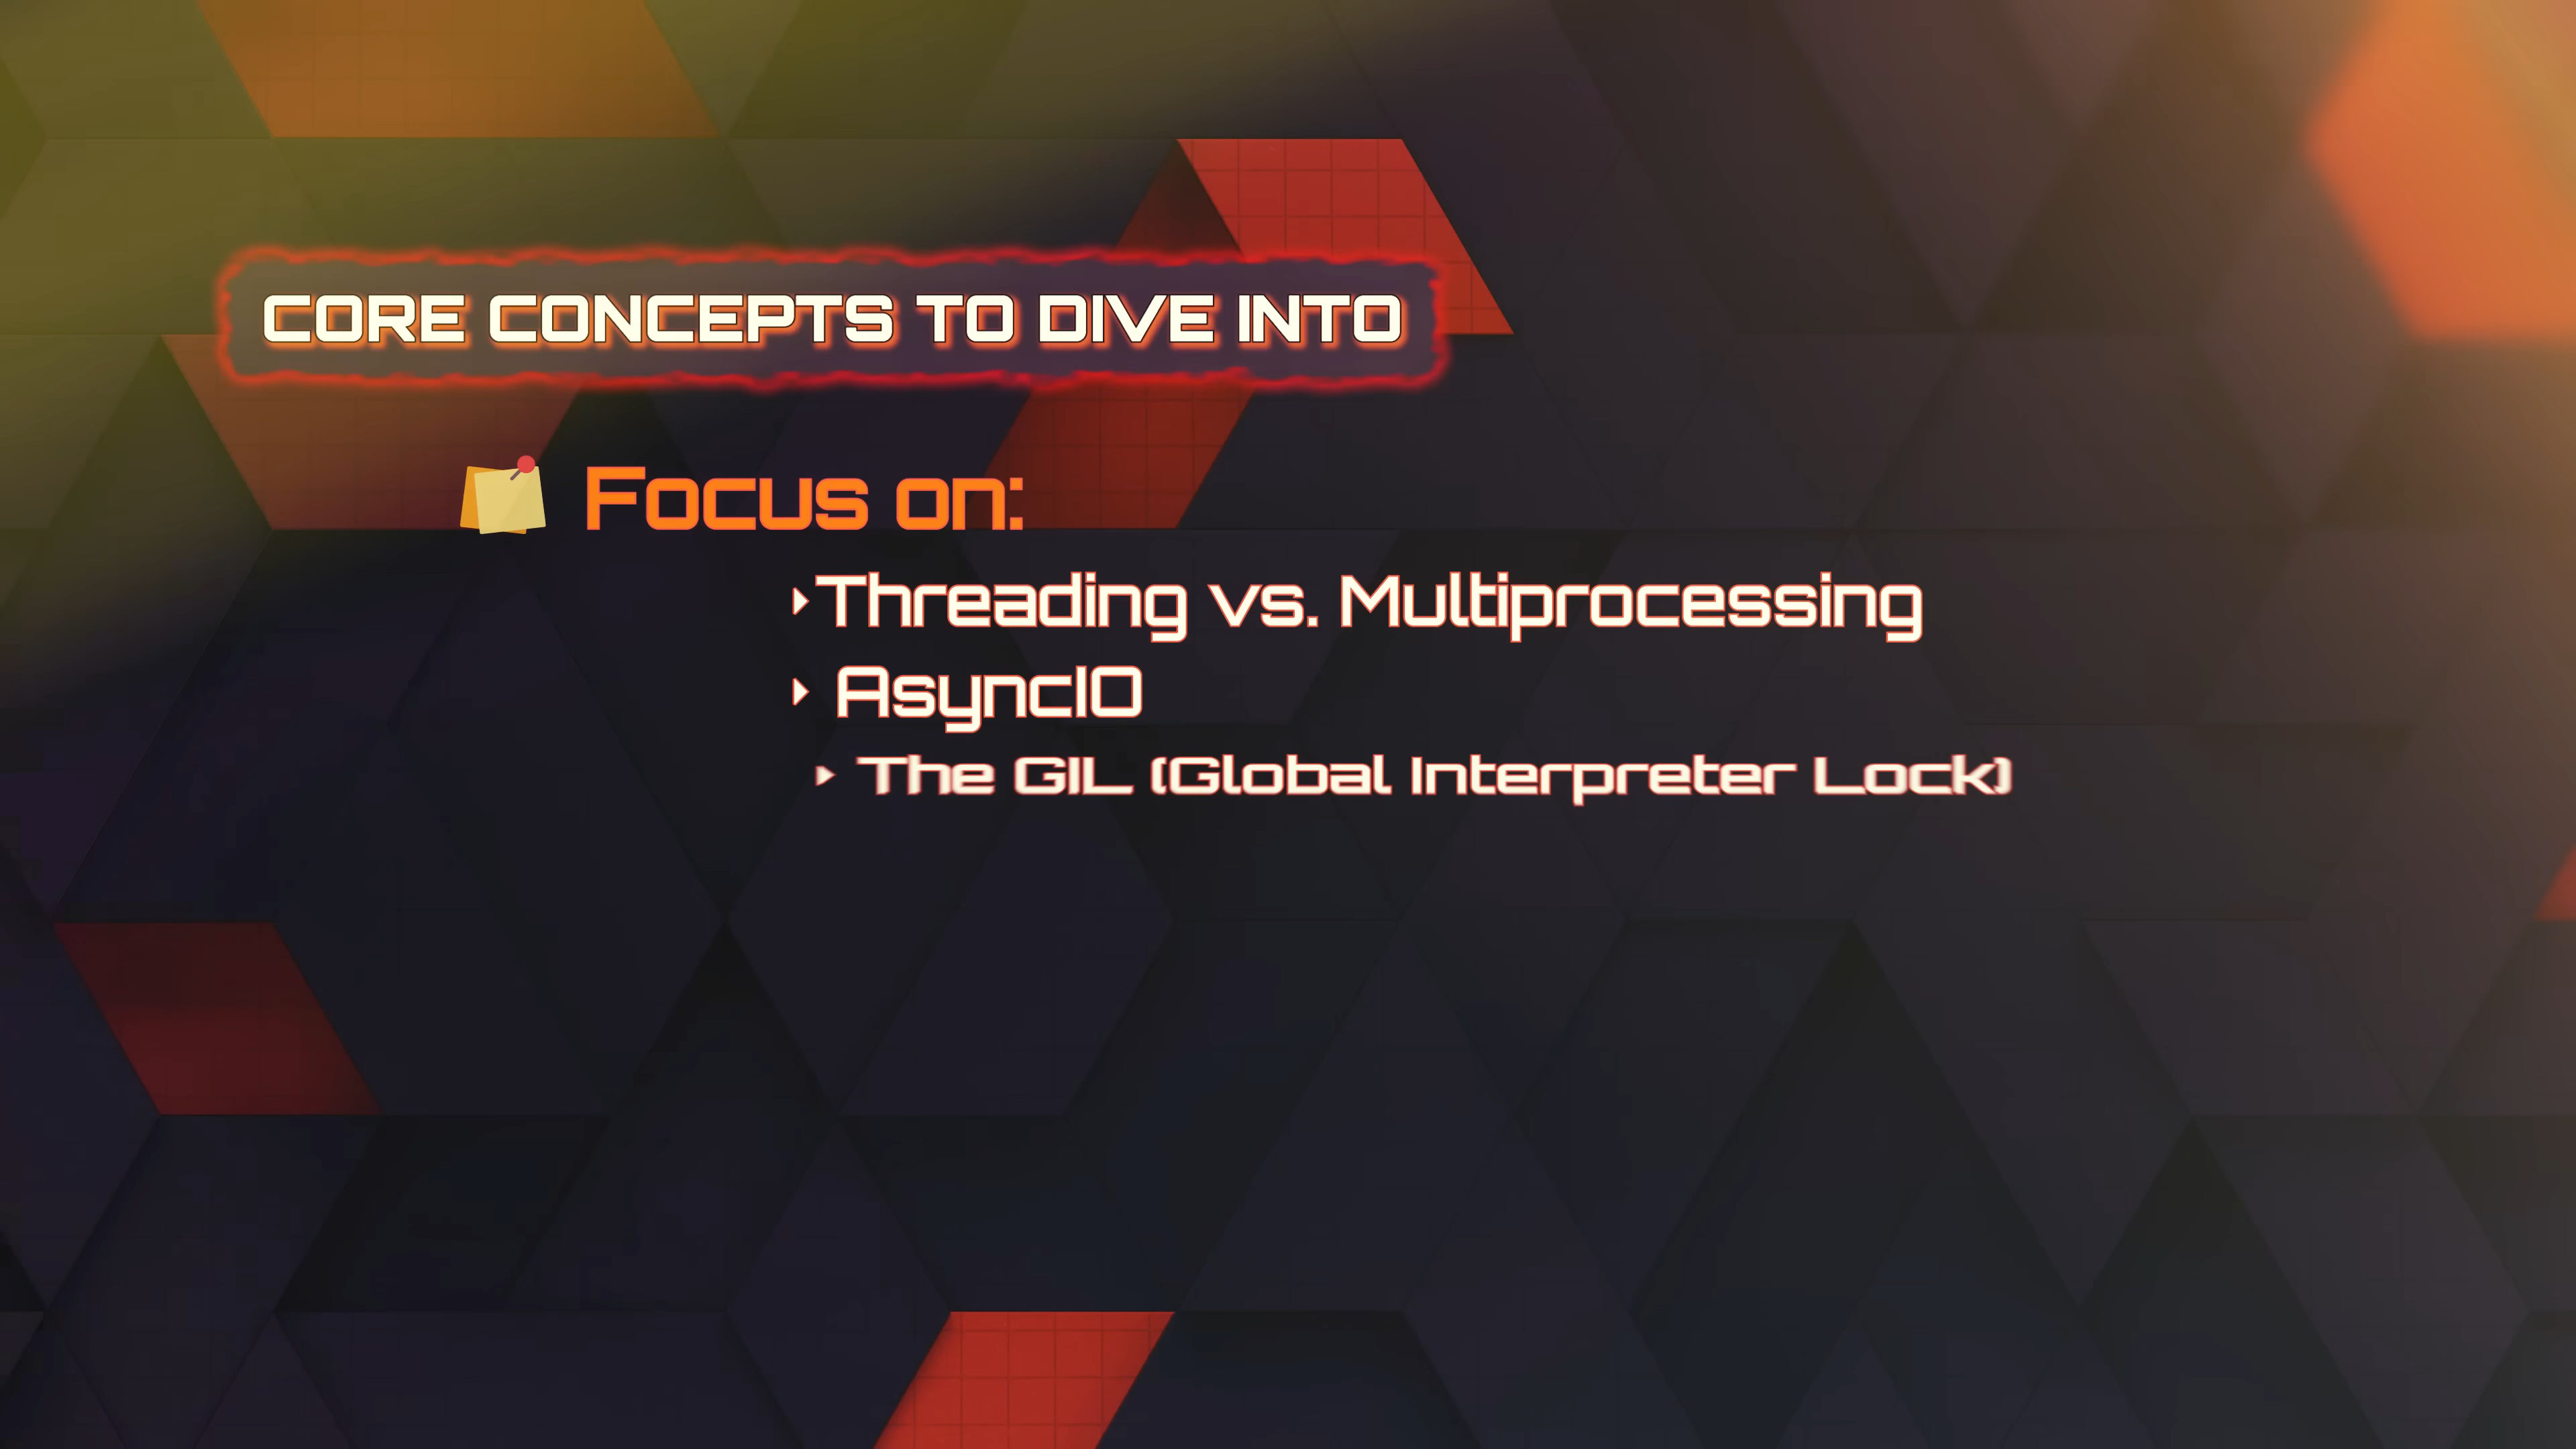 CORE CONCEPTS TO DIVE INTO
Focus on:
Threading vs. Multiprocessing
AsyncIO
The GIL (Global Interpreter Lock)